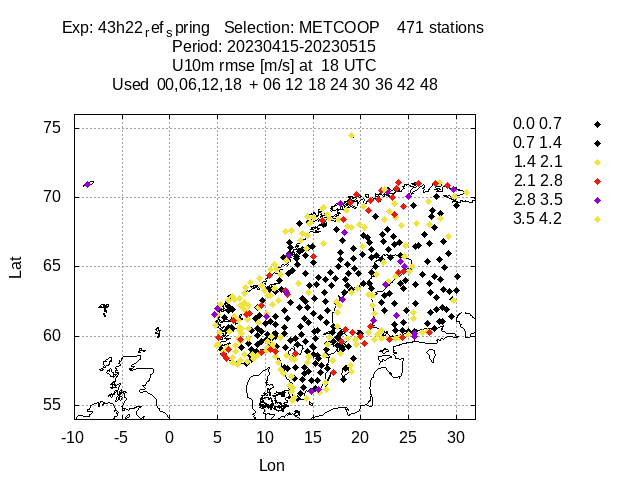 Exp: 43h22refspring   Selection: METCOOP    471 stations
Period: 20230415-20230515
U10m rmse [m/s] at  18 UTC
Used  00,06,12,18  + 06 12 18 24 30 36 42 48
0.0 0.7
0.7 1.4
1.4 2.1
2.1 2.8
2.8 3.5
3.5 4.2
75
70
65
60
55
Lat
-10 -5 0 5 10 15 20 25 30
Lon